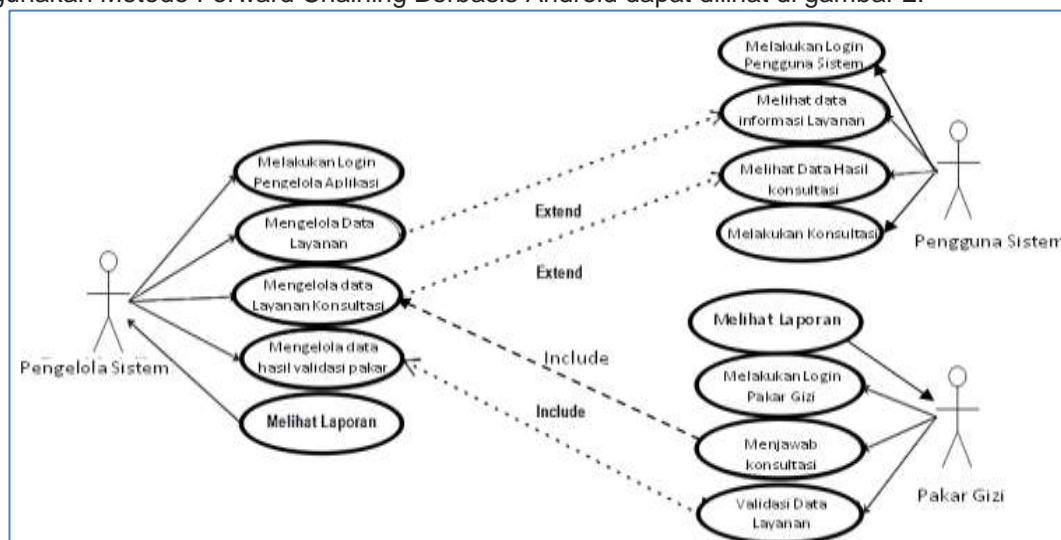 gunakan Metode Forward Chaining Berbasis Android dapat dilihat di gambar 2.
Melakukan Login
Pengelola Aplikasi
Mengelola Data
Layanan
Mengelola data
Layanan Konsultasi
Mengelola data
hasil validasi pakar
Melihat Laporan
Pengelola Sistem
Extend
Extend
Include
Include
Melakukan Login
Pengguna Sistem
Melihat data
informasi Layanan
Melihat Data Hasil
konsultasi
Melakukan Konsultasi
Pengguna Sistem
Melihat Laporan
Melakukan Login
Pakar Gizi
Menjawab
konsultasi
Validasi Data
Layanan
Pakar Gizi